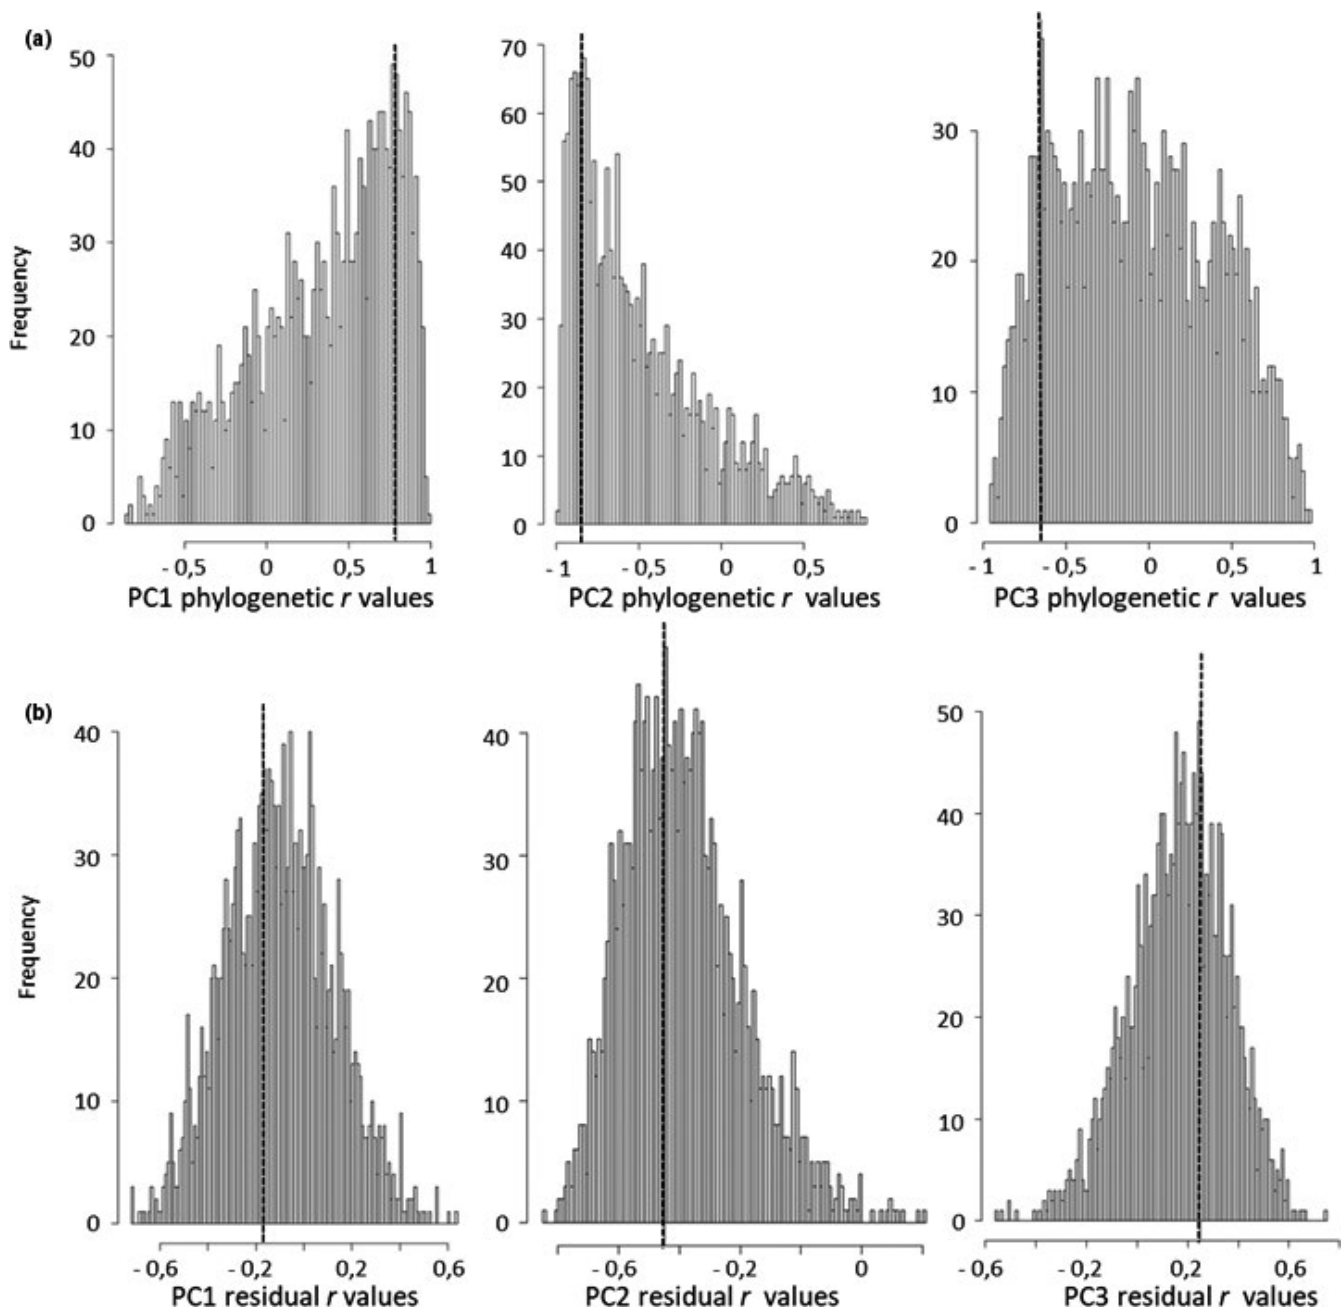 (a)
50
40
30
20
10
0
Frequency
- 0,5 0 0,5 1
PC1 phylogenetic r values
70
60
50
40
30
20
10
0
- 1 - 0,5 0 0,5
PC2 phylogenetic r values
30
20
10
0
- 1 - 0,5 0 0,5 1
PC3 phylogenetic r values
(b)
40
30
20
10
0
Frequency
- 0,6 - 0,2 0,2 0,6
PC1 residual r values
40
30
20
10
0
- 0,6 - 0,2 0
PC2 residual r values
50
40
30
20
10
0
- 0,6 - 0,2 0,2 0,6
PC3 residual r values